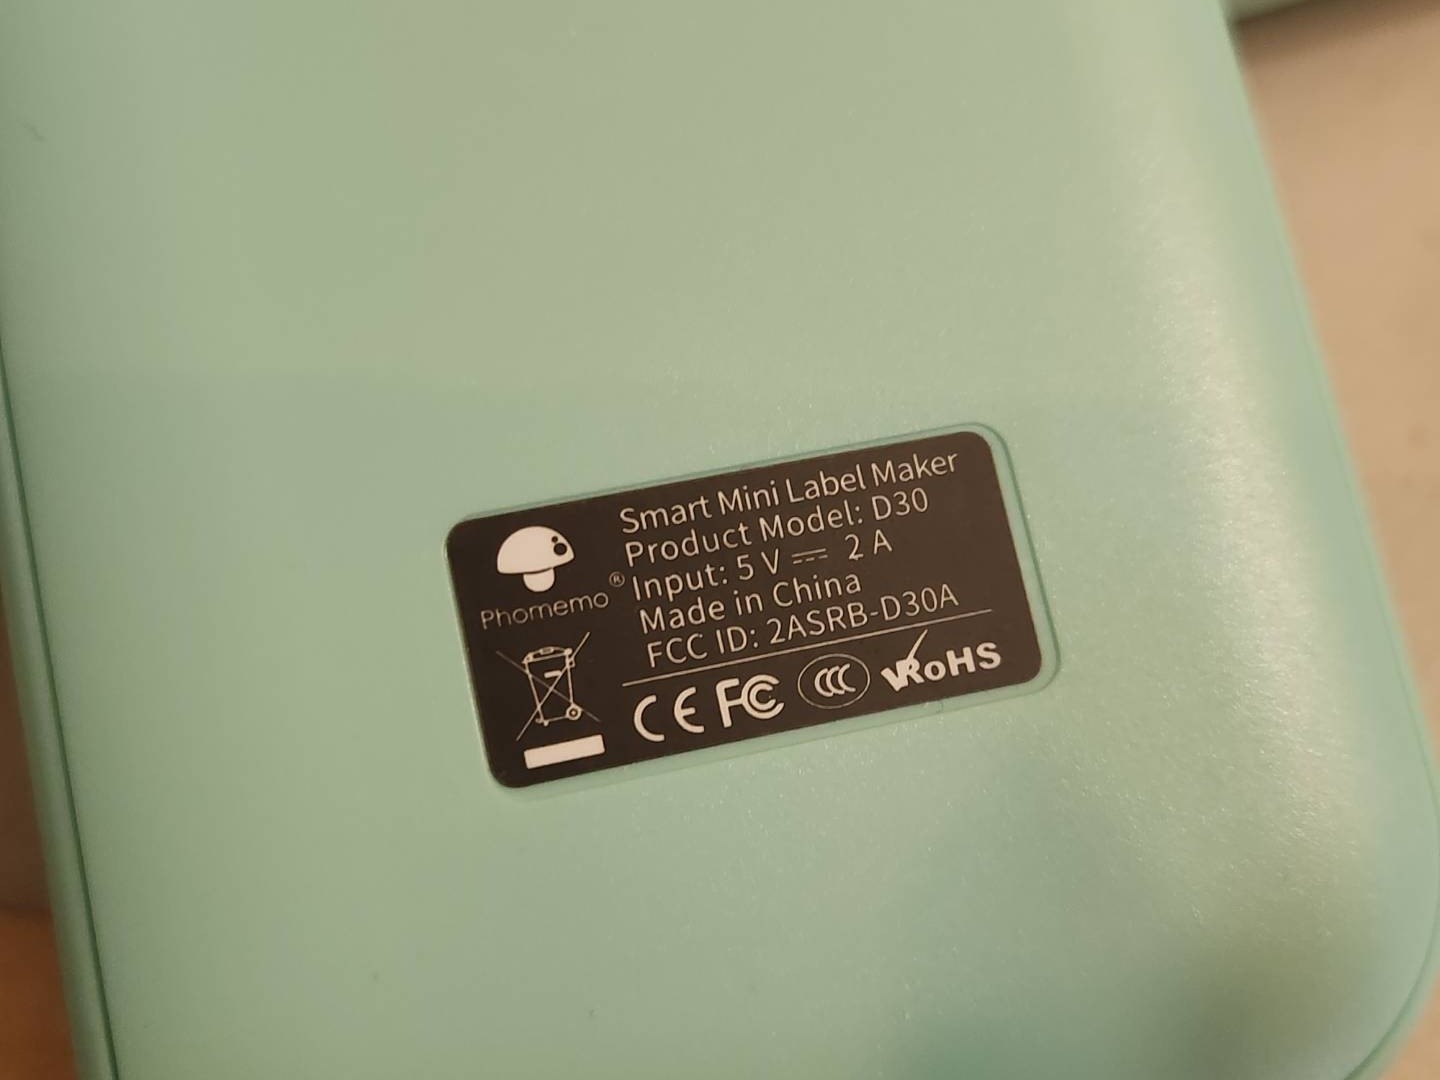 Phomemo®
Smart Mini Label Maker
Product Model: D30
Input: 5 V ⎓ 2 A
Made in China
FCC ID: 2ASRB-D30A
CE FC CCC RoHS